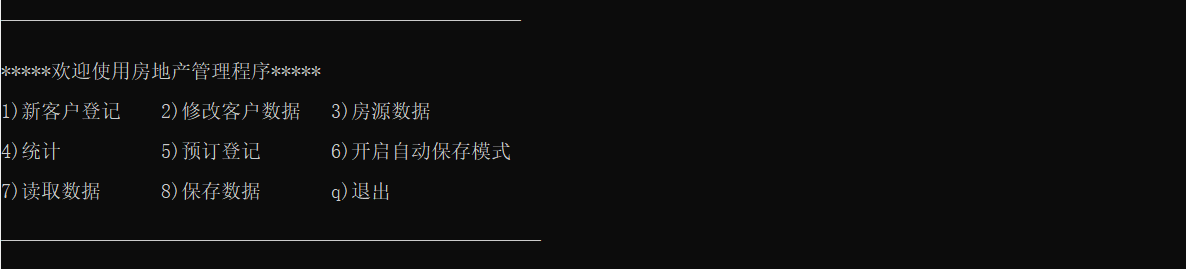 *****欢迎使用房地产管理程序*****
1)新客户登记 2)修改客户数据 3)房源数据
4)统计 5)预订登记 6)开启自动保存模式
7)读取数据 8)保存数据 q)退出